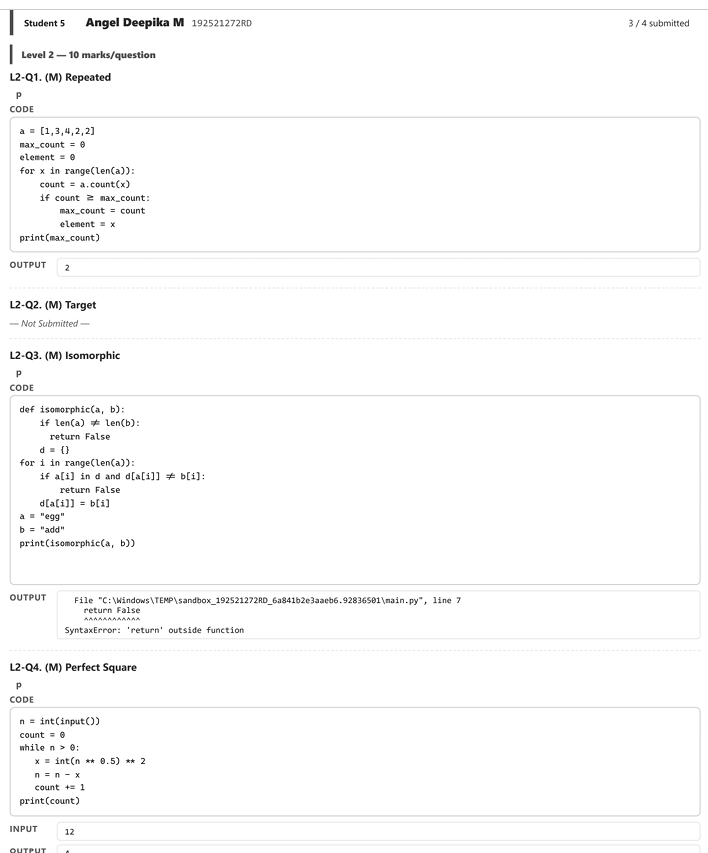 Student 5 Angel Deepika M 192521272RD 3 / 4 submitted
Level 2 — 10 marks/question
L2-Q1. (M) Repeated
p
CODE
a = [1,3,4,2,2]
max_count = 0
element = 0
for x in range(len(a)):
    count = a.count(x)
    if count ≥ max_count:
        max_count = count
        element = x
print(max_count)
OUTPUT 2
L2-Q2. (M) Target
— Not Submitted —
L2-Q3. (M) Isomorphic
p
CODE
def isomorphic(a, b):
    if len(a) ≠ len(b):
      return False
    d = {}
for i in range(len(a)):
    if a[i] in d and d[a[i]] ≠ b[i]:
        return False
    d[a[i]] = b[i]
a = "egg"
b = "add"
print(isomorphic(a, b))
OUTPUT   File "C:\Windows\TEMP\sandbox_192521272RD_6a841b2e3aaeb6.92836501\main.py", line 7
    return False
    ^^^^^^^^^^^^
SyntaxError: 'return' outside function
L2-Q4. (M) Perfect Square
p
CODE
n = int(input())
count = 0
while n > 0:
   x = int(n ** 0.5) ** 2
   n = n - x
   count += 1
print(count)
INPUT 12
OUTPUT